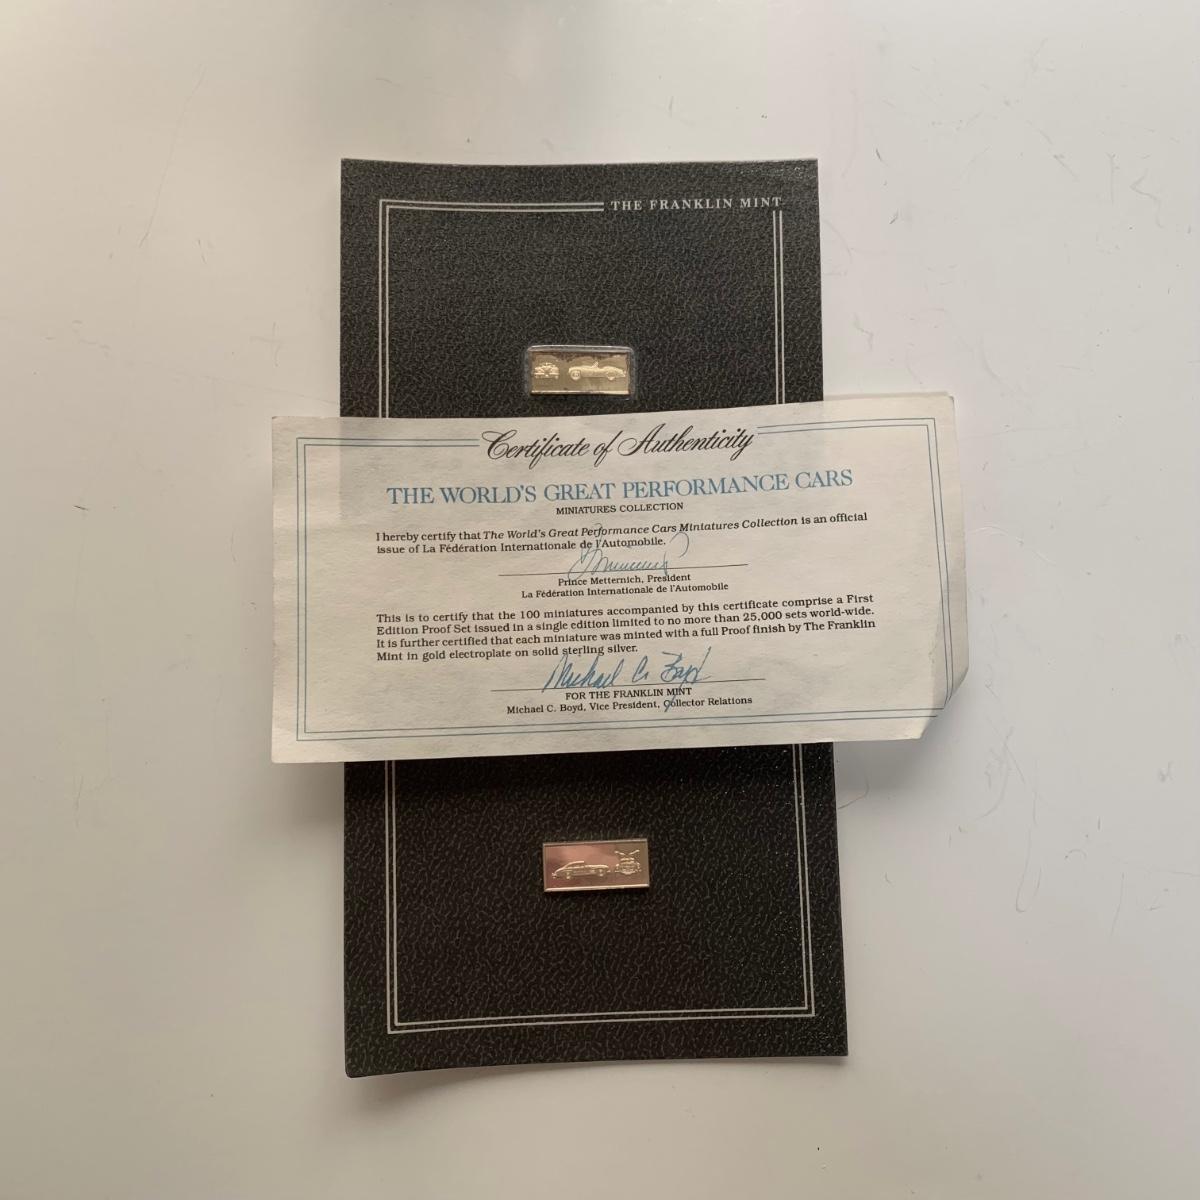 THE FRANKLIN MINT
Certificate of Authenticity
THE WORLD'S GREAT PERFORMANCE CARS
MINIATURES COLLECTION
I hereby certify that The World's Great Performance Cars Miniatures Collection is an official
issue of La Fédération Internationale de l'Automobile.
Prince Metternich, President
La Fédération Internationale de l'Automobile
This is to certify that the 100 miniatures accompanied by this certificate comprise a First
Edition Proof Set issued in a single edition limited to no more than 25,000 sets world-wide.
It is further certified that each miniature was minted with a full Proof finish by The Franklin
Mint in gold electroplate on solid sterling silver.
Michael C. Boyd
FOR THE FRANKLIN MINT
Michael C. Boyd, Vice President, Collector Relations